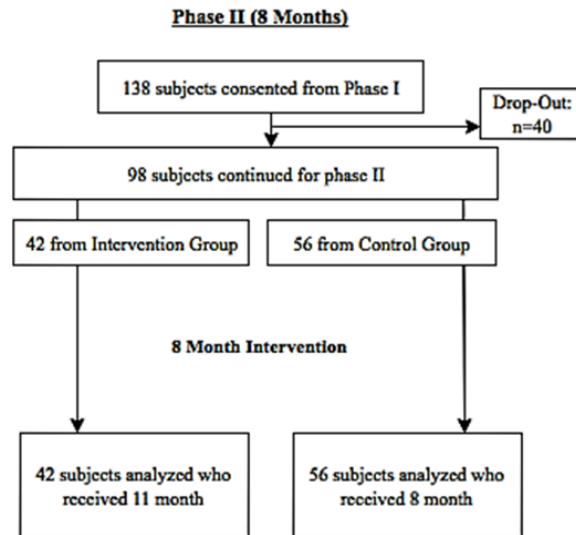 Phase II (8 Months)
138 subjects consented from Phase I
Drop-Out:
n=40
98 subjects continued for phase II
42 from Intervention Group
56 from Control Group
8 Month Intervention
42 subjects analyzed who
received 11 month
56 subjects analyzed who
received 8 month